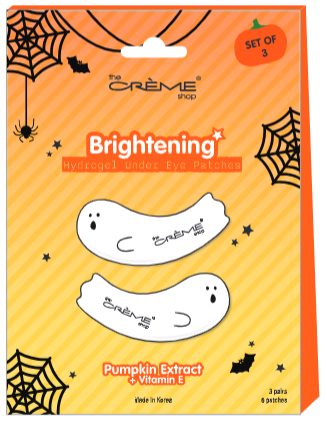 SET OF
3
the
CRÈME®
shop
Brightening
Hydrogel Under Eye Patches
the
CRÈME®
shop
the
CRÈME®
shop
Pumpkin Extract
+ Vitamin E
Made in Korea
3 pairs
6 patches